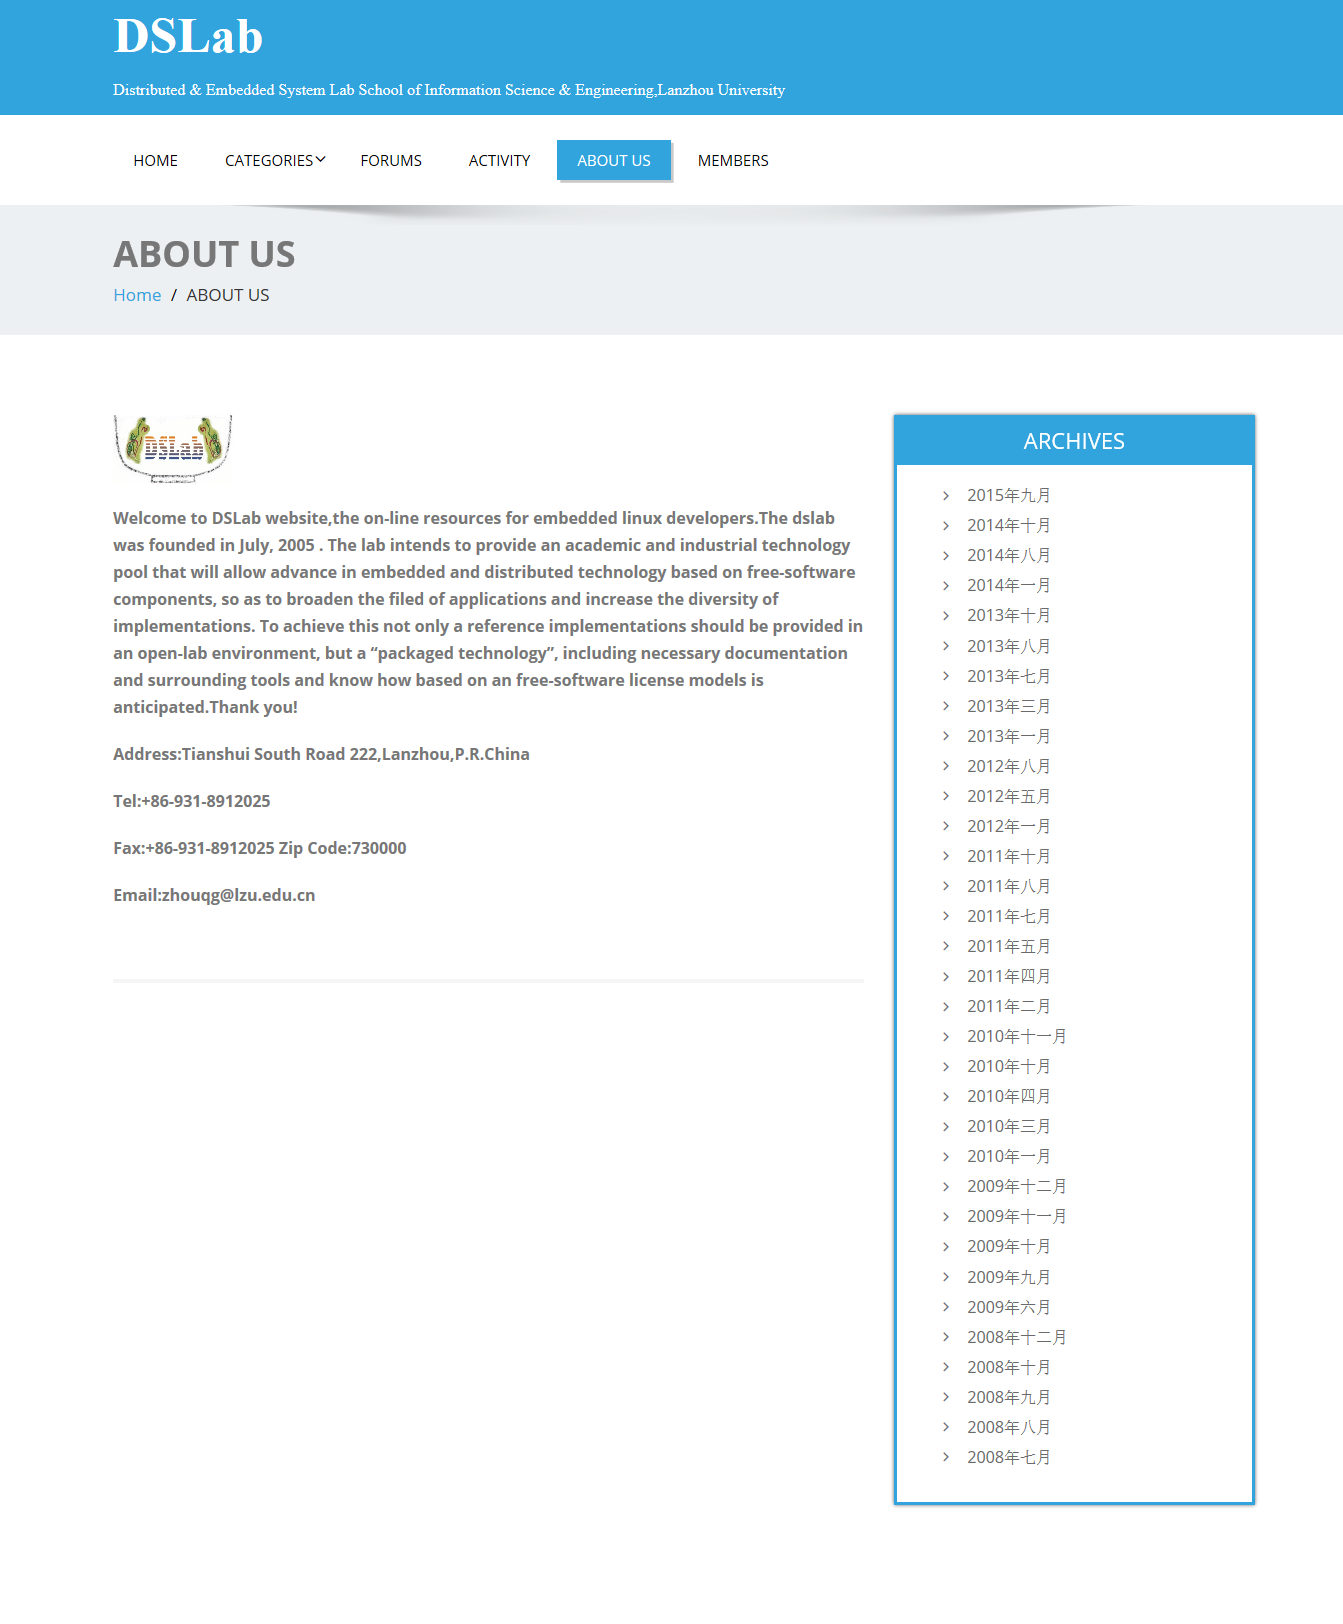 DSLab
Distributed & Embedded System Lab School of Information Science & Engineering,Lanzhou University
HOME CATEGORIES FORUMS ACTIVITY ABOUT US MEMBERS
ABOUT US
Home / ABOUT US
DSLab
Welcome to DSLab website,the on-line resources for embedded linux developers.The dslab
was founded in July, 2005 . The lab intends to provide an academic and industrial technology
pool that will allow advance in embedded and distributed technology based on free-software
components, so as to broaden the filed of applications and increase the diversity of
implementations. To achieve this not only a reference implementations should be provided in
an open-lab environment, but a “packaged technology”, including necessary documentation
and surrounding tools and know how based on an free-software license models is
anticipated.Thank you!
Address:Tianshui South Road 222,Lanzhou,P.R.China
Tel:+86-931-8912025
Fax:+86-931-8912025 Zip Code:730000
Email:zhouqg@lzu.edu.cn
ARCHIVES
2015年九月
2014年十月
2014年八月
2014年一月
2013年十月
2013年八月
2013年七月
2013年三月
2013年一月
2012年八月
2012年五月
2012年一月
2011年十月
2011年八月
2011年七月
2011年五月
2011年四月
2011年二月
2010年十一月
2010年十月
2010年四月
2010年三月
2010年一月
2009年十二月
2009年十一月
2009年十月
2009年九月
2009年六月
2008年十二月
2008年十月
2008年九月
2008年八月
2008年七月